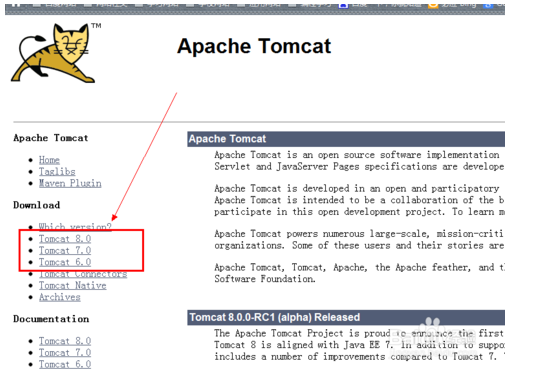 TM
Apache Tomcat
Apache Tomcat
Home
Taglibs
Maven Plugin
Download
Which version?
Tomcat 8.0
Tomcat 7.0
Tomcat 6.0
Tomcat Connectors
Tomcat Native
Archives
Documentation
Tomcat 8.0
Tomcat 7.0
Tomcat 6.0
Apache Tomcat
Apache Tomcat is an open source software implementation
Servlet and JavaServer Pages specifications are develope
Apache Tomcat is developed in an open and participatory
Apache Tomcat is intended to be a collaboration of the b
participate in this open development project. To learn m
Apache Tomcat powers numerous large-scale, mission-criti
organizations. Some of these users and their stories are
Apache Tomcat, Tomcat, Apache, the Apache feather, and t
Software Foundation.
Tomcat 8.0.0-RC1 (alpha) Released
The Apache Tomcat Project is proud to announce the first
Tomcat 8 is aligned with Java EE 7. In addition to suppo
includes a number of improvements compared to Tomcat 7.